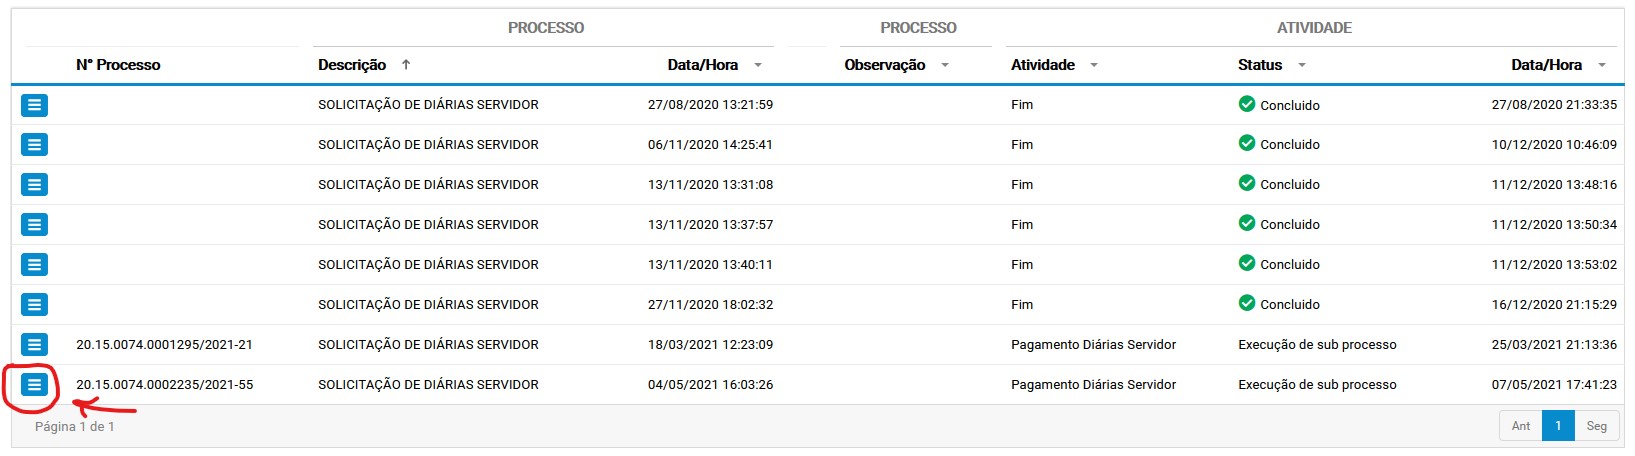 PROCESSO PROCESSO ATIVIDADE
N° Processo Descrição Data/Hora Observação Atividade Status Data/Hora
SOLICITAÇÃO DE DIÁRIAS SERVIDOR 27/08/2020 13:21:59 Fim Concluido 27/08/2020 21:33:35
SOLICITAÇÃO DE DIÁRIAS SERVIDOR 06/11/2020 14:25:41 Fim Concluido 10/12/2020 10:46:09
SOLICITAÇÃO DE DIÁRIAS SERVIDOR 13/11/2020 13:31:08 Fim Concluido 11/12/2020 13:48:16
SOLICITAÇÃO DE DIÁRIAS SERVIDOR 13/11/2020 13:37:57 Fim Concluido 11/12/2020 13:50:34
SOLICITAÇÃO DE DIÁRIAS SERVIDOR 13/11/2020 13:40:11 Fim Concluido 11/12/2020 13:53:02
SOLICITAÇÃO DE DIÁRIAS SERVIDOR 27/11/2020 18:02:32 Fim Concluido 16/12/2020 21:15:29
20.15.0074.0001295/2021-21 SOLICITAÇÃO DE DIÁRIAS SERVIDOR 18/03/2021 12:23:09 Pagamento Diárias Servidor Execução de sub processo 25/03/2021 21:13:36
20.15.0074.0002235/2021-55 SOLICITAÇÃO DE DIÁRIAS SERVIDOR 04/05/2021 16:03:26 Pagamento Diárias Servidor Execução de sub processo 07/05/2021 17:41:23
Página 1 de 1 Ant 1 Seg